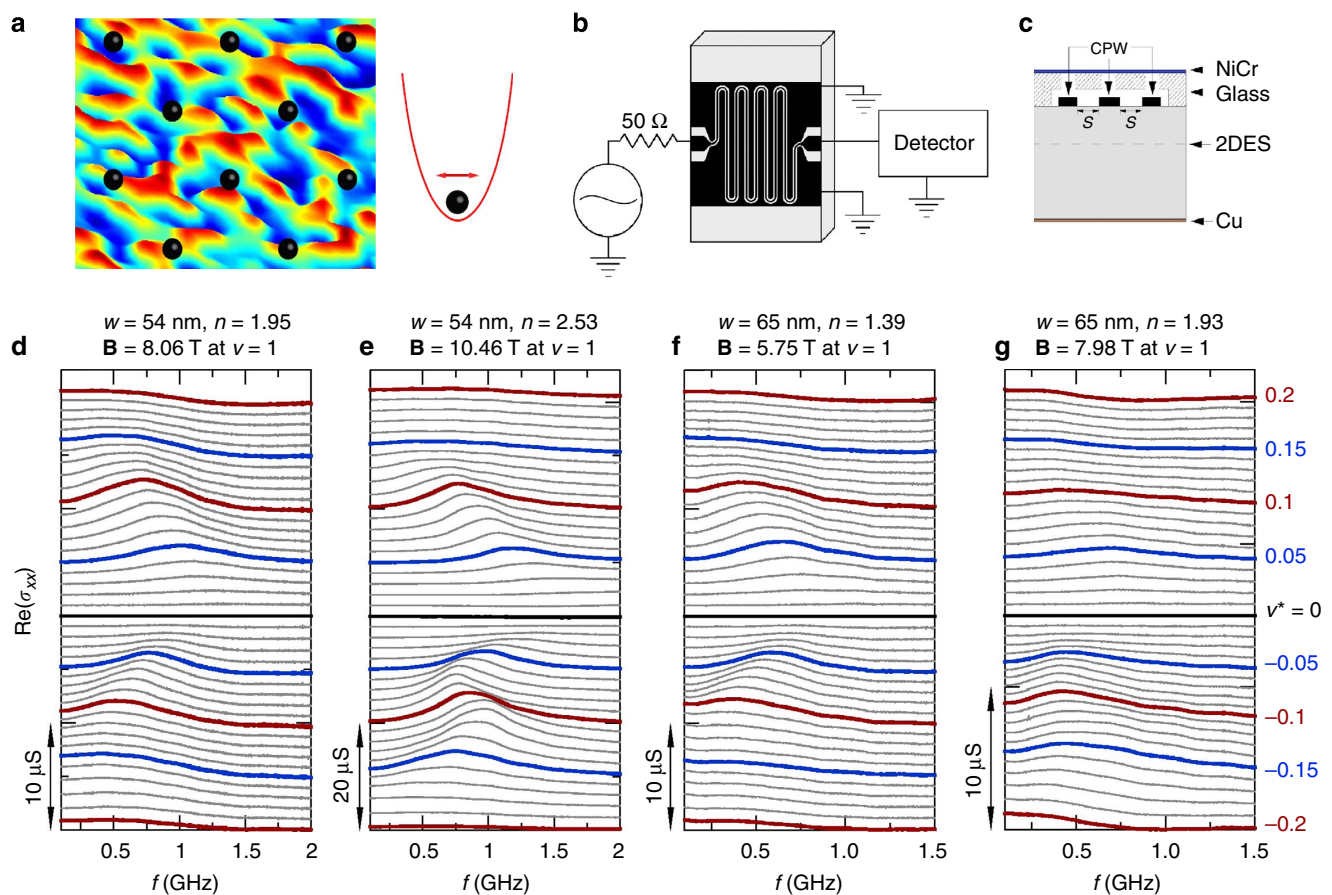 a
b
50 Ω
Detector
c
CPW
NiCr
Glass
S S
2DES
Cu
w = 54 nm, n = 1.95
d B = 8.06 T at ν = 1
w = 54 nm, n = 2.53
e B = 10.46 T at ν = 1
w = 65 nm, n = 1.39
f B = 5.75 T at ν = 1
w = 65 nm, n = 1.93
g B = 7.98 T at ν = 1
Re(σxx)
10 μS
0.5 1 1.5 2
f (GHz)
20 μS
0.5 1 1.5 2
f (GHz)
10 μS
0.5 1.0 1.5
f (GHz)
10 μS
0.5 1.0 1.5
f (GHz)
0.2
0.15
0.1
0.05
ν* = 0
−0.05
−0.1
−0.15
−0.2